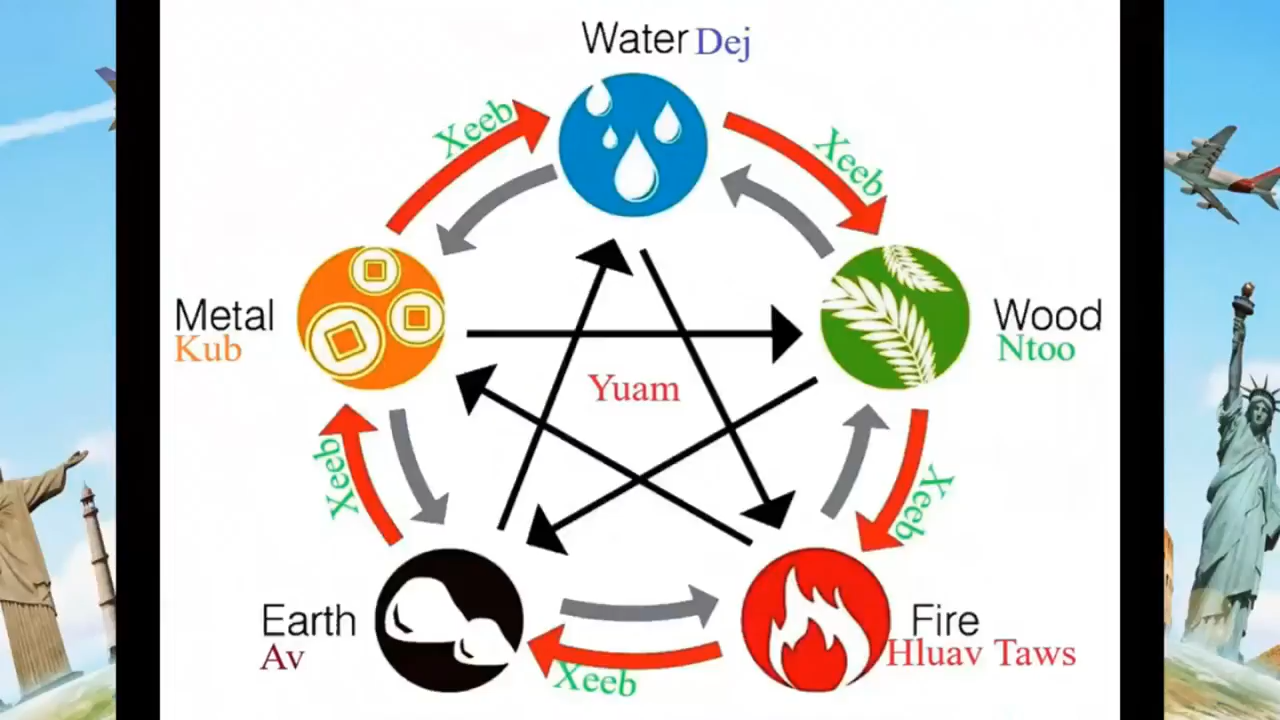 Water Dej
Xeeb
Xeeb
Metal
Kub
Wood
Ntoo
Yuam
Xeeb
Xeeb
Earth
Av
Fire
Hluav Taws
Xeeb